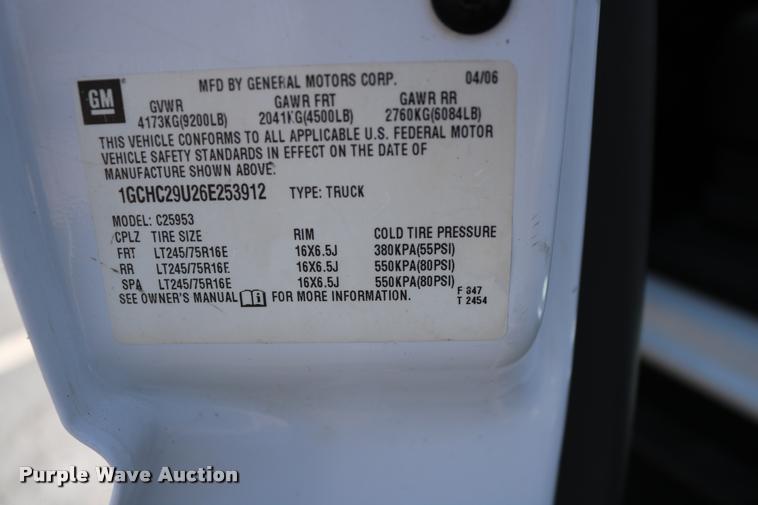 GM
MFD BY GENERAL MOTORS CORP. 04/06
GVWR GAWR FRT GAWR RR
4173KG(9200LB) 2041KG(4500LB) 2760KG(6084LB)
THIS VEHICLE CONFORMS TO ALL APPLICABLE U.S. FEDERAL MOTOR
VEHICLE SAFETY STANDARDS IN EFFECT ON THE DATE OF
MANUFACTURE SHOWN ABOVE.
1GCHC29U26E253912 TYPE: TRUCK
MODEL: C25953
CPLZ TIRE SIZE RIM COLD TIRE PRESSURE
FRT LT245/75R16E 16X6.5J 380KPA(55PSI)
RR LT245/75R16E 16X6.5J 550KPA(80PSI)
SPA LT245/75R16E 16X6.5J 550KPA(80PSI)
SEE OWNER'S MANUAL FOR MORE INFORMATION. F 347
T 2454
Purple Wave Auction